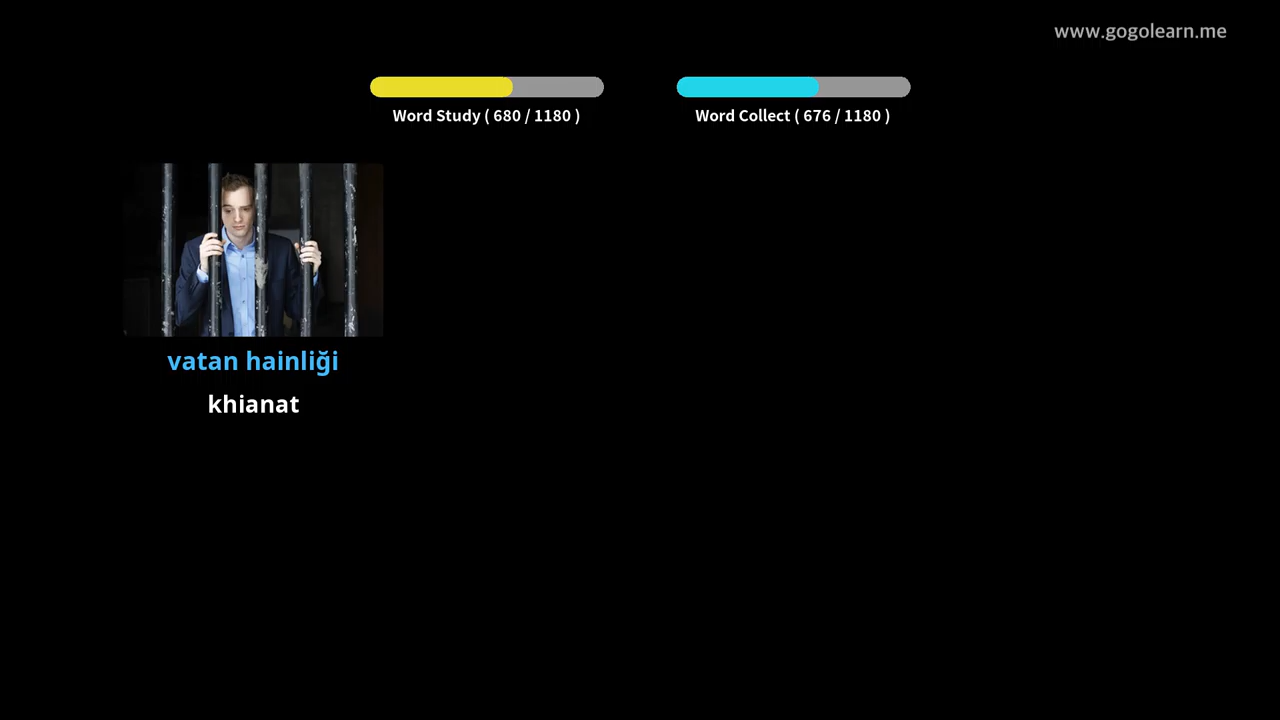 www.gogolearn.me
Word Study ( 680 / 1180 )
Word Collect ( 676 / 1180 )
vatan hainliği
khianat